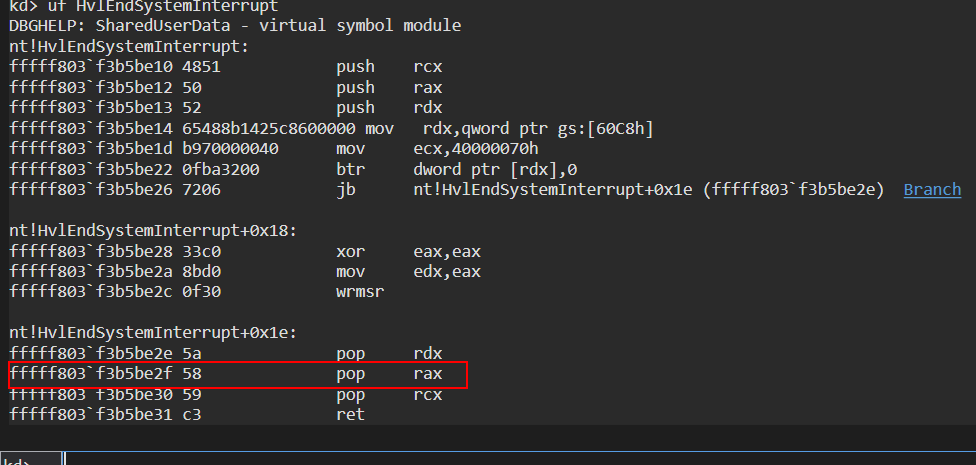 kd> uf HvlEndSystemInterrupt
DBGHELP: SharedUserData - virtual symbol module
nt!HvlEndSystemInterrupt:
fffff803`f3b5be10 4851            push    rcx
fffff803`f3b5be12 50              push    rax
fffff803`f3b5be13 52              push    rdx
fffff803`f3b5be14 65488b1425c8600000 mov   rdx,qword ptr gs:[60C8h]
fffff803`f3b5be1d b970000040      mov     ecx,40000070h
fffff803`f3b5be22 0fba3200        btr     dword ptr [rdx],0
fffff803`f3b5be26 7206            jb      nt!HvlEndSystemInterrupt+0x1e (fffff803`f3b5be2e)  Branch
nt!HvlEndSystemInterrupt+0x18:
fffff803`f3b5be28 33c0            xor     eax,eax
fffff803`f3b5be2a 8bd0            mov     edx,eax
fffff803`f3b5be2c 0f30            wrmsr
nt!HvlEndSystemInterrupt+0x1e:
fffff803`f3b5be2e 5a              pop     rdx
fffff803`f3b5be2f 58              pop     rax
fffff803`f3b5be30 59              pop     rcx
fffff803`f3b5be31 c3              ret
kd>